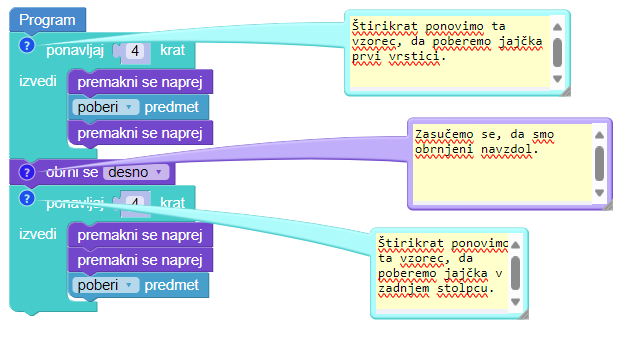 Program
? ponavljaj 4 krat
izvedi premakni se naprej
poberi predmet
premakni se naprej
? obrni se desno
? ponavljaj 4 krat
izvedi premakni se naprej
premakni se naprej
poberi predmet
Štirikrat ponovimo ta
vzorec, da poberemo jajčka
prvi vrstici.
Zasučemo se, da smo
obrnjeni navzdol.
Štirikrat ponovimo
ta vzorec, da
poberemo jajčka v
zadnjem stolpcu.